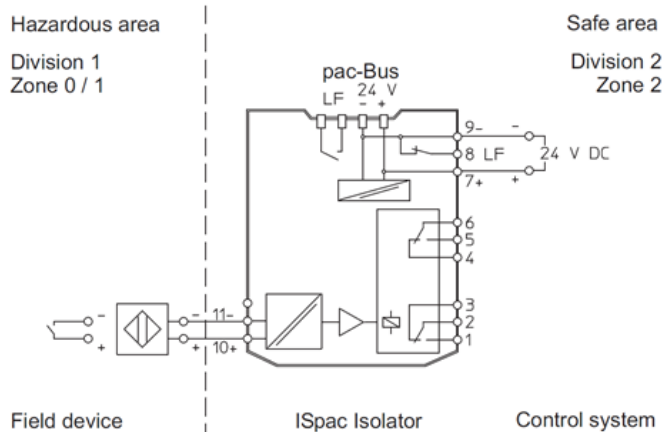 Hazardous area
Safe area
Division 1
Zone 0 / 1
Division 2
Zone 2
pac-Bus
LF 24 V
- +
9-
-
8 LF
24 V DC
7+
+
6
5
4
3
- - 11-
2
+ + 10+
1
Field device
ISpac Isolator
Control system